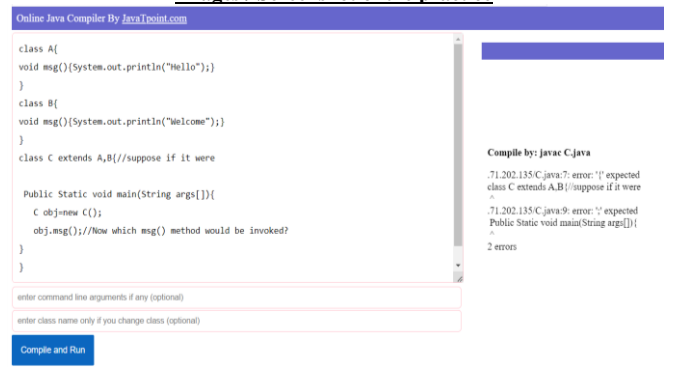 Online Java Compiler By JavaTpoint.com
class A{
void msg(){System.out.println("Hello");}
}
class B{
void msg(){System.out.println("Welcome");}
}
class C extends A,B{//suppose if it were
Public Static void main(String args[]){
C obj=new C();
obj.msg();//Now which msg() method would be invoked?
}
}
enter command line arguments if any (optional)
enter class name only if you change class (optional)
Compile and Run
Compile by: javac C.java
.71.202.135/C.java:7: error: '{' expected
class C extends A,B{//suppose if it were
^
.71.202.135/C.java:9: error: ';' expected
Public Static void main(String args[]){
^
2 errors